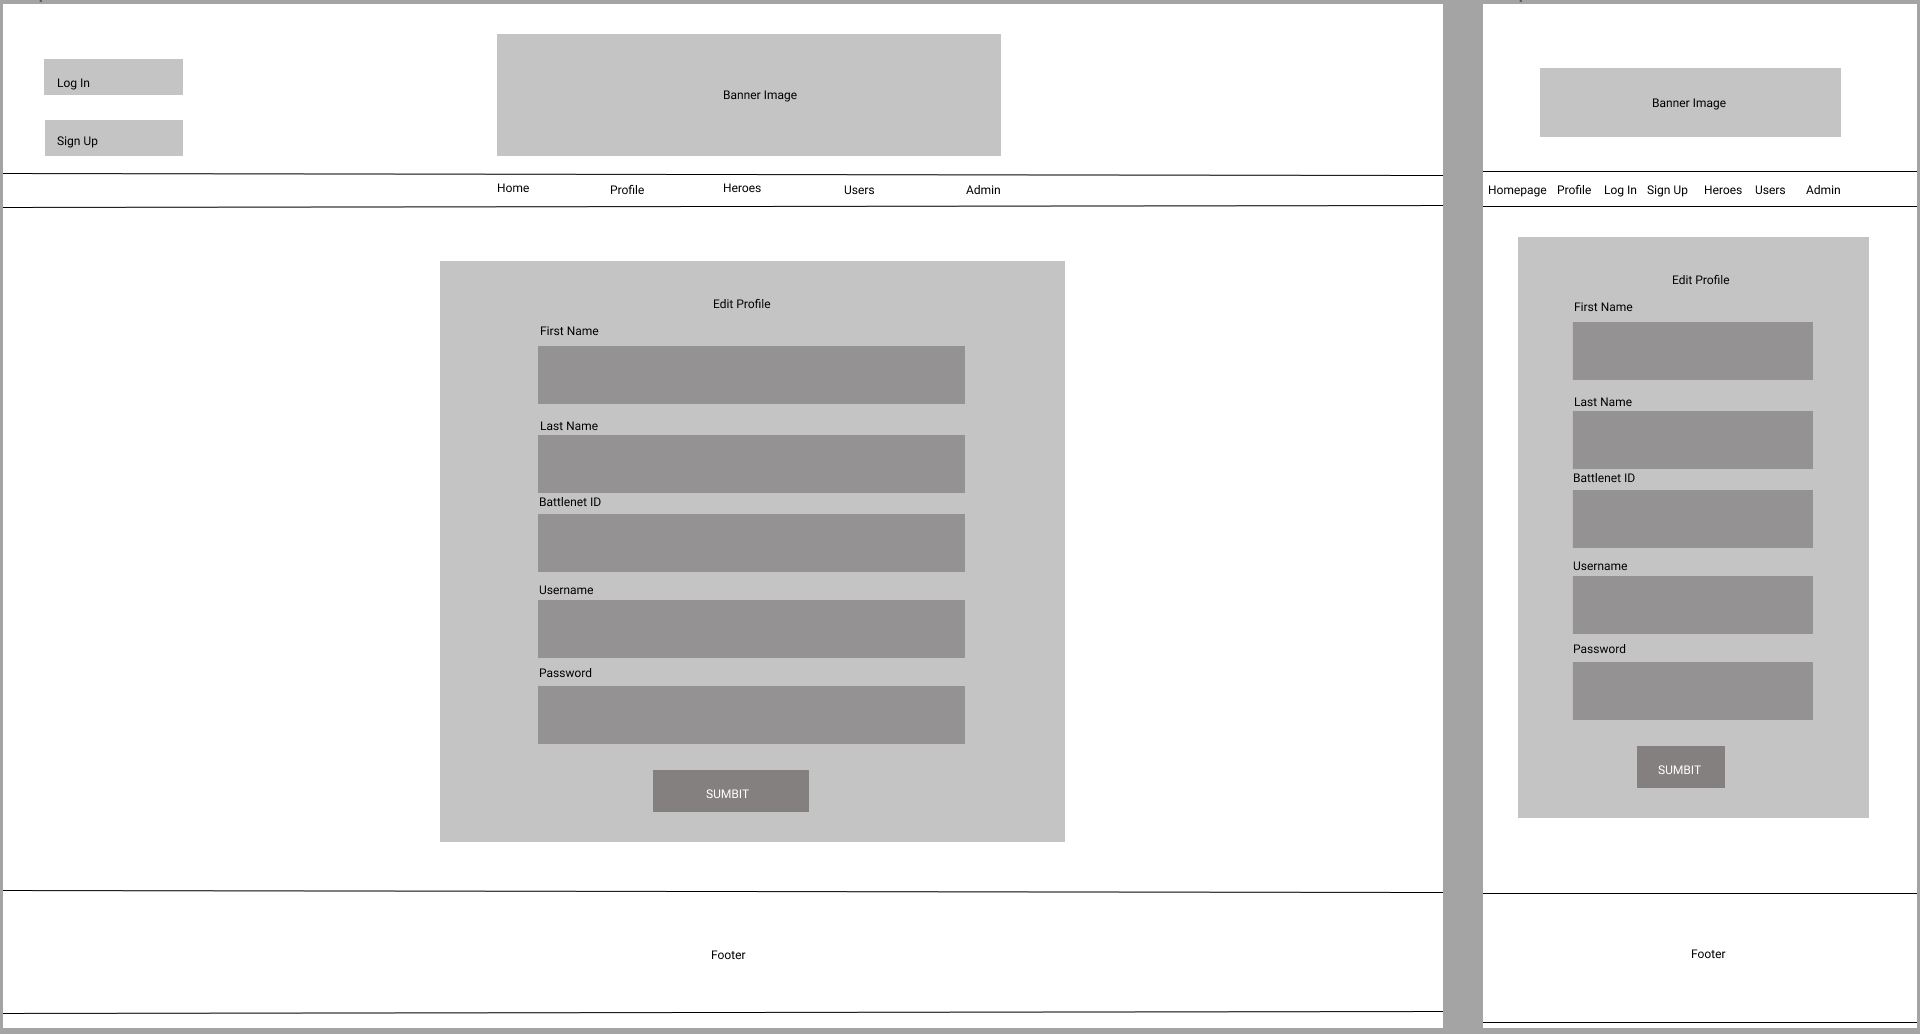 Log In
Sign Up
Banner Image
Home Profile Heroes Users Admin
Edit Profile
First Name
Last Name
Battlenet ID
Username
Password
SUMBIT
Footer
Banner Image
Homepage Profile Log In Sign Up Heroes Users Admin
Edit Profile
First Name
Last Name
Battlenet ID
Username
Password
SUMBIT
Footer